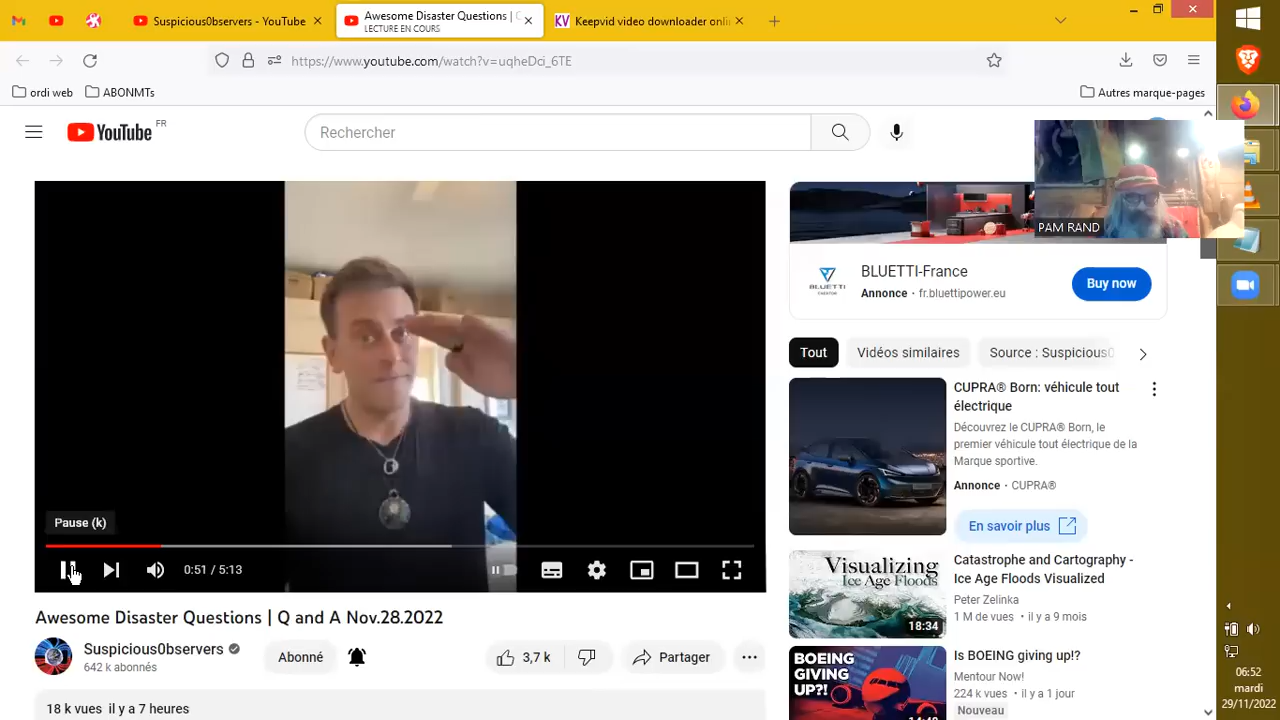 Suspicious0bservers - YouTube
Awesome Disaster Questions | Q
LECTURE EN COURS
KV Keepvid video downloader onli
https://www.youtube.com/watch?v=uqheDci_6TE
ordi web
ABONMTs
Autres marque-pages
YouTube FR
Rechercher
PAM RAND
BLUETTI
BLUETTI-France
Annonce · fr.bluettipower.eu
Buy now
Tout
Vidéos similaires
Source : Suspicious0
CUPRA® Born: véhicule tout
électrique
Découvrez le CUPRA® Born, le
premier véhicule tout électrique de la
Marque sportive.
Annonce · CUPRA®
En savoir plus
Pause (k)
0:51 / 5:13
Visualizing
Ice Age Floods
18:34
Catastrophe and Cartography -
Ice Age Floods Visualized
Peter Zelinka
1 M de vues · il y a 9 mois
Awesome Disaster Questions | Q and A Nov.28.2022
Suspicious0bservers
642 k abonnés
Abonné
3,7 k
Partager
BOEING
GIVING
UP?!
Is BOEING giving up!?
Mentour Now!
224 k vues · il y a 1 jour
Nouveau
18 k vues il y a 7 heures
06:52
mardi
29/11/2022